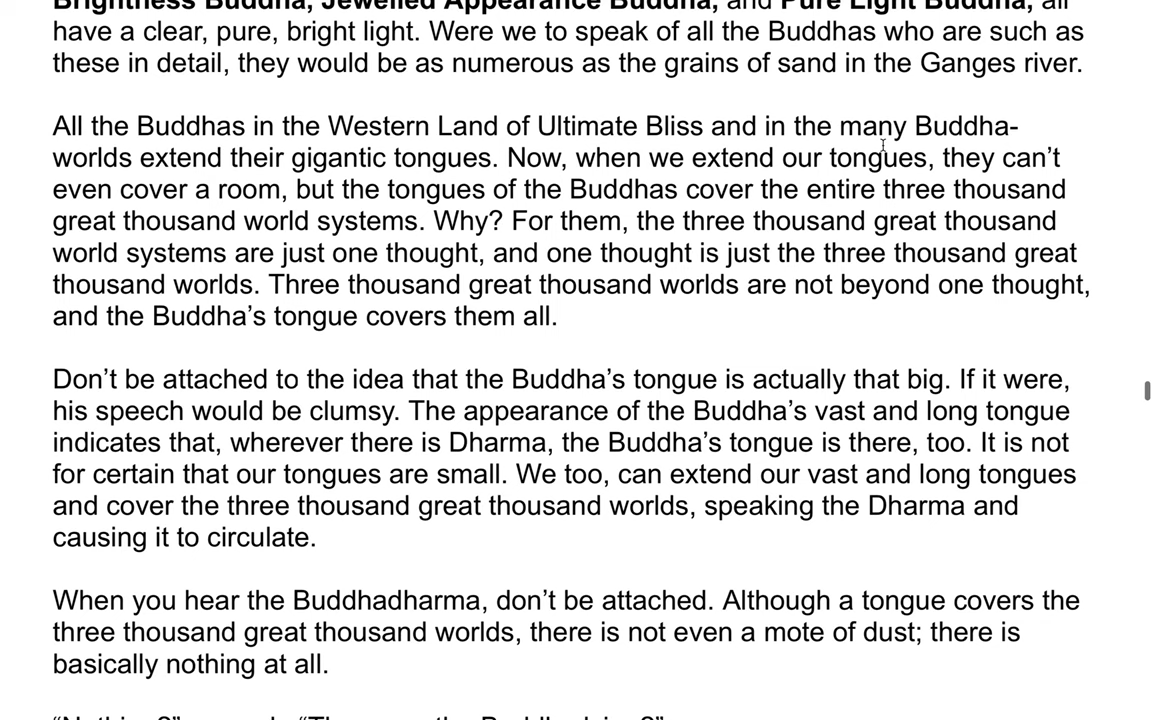 Brightness Buddha, Jewelled Appearance Buddha, and Pure Light Buddha, all
have a clear, pure, bright light. Were we to speak of all the Buddhas who are such as
these in detail, they would be as numerous as the grains of sand in the Ganges river.
All the Buddhas in the Western Land of Ultimate Bliss and in the many Buddha-
worlds extend their gigantic tongues. Now, when we extend our tongues, they can’t
even cover a room, but the tongues of the Buddhas cover the entire three thousand
great thousand world systems. Why? For them, the three thousand great thousand
world systems are just one thought, and one thought is just the three thousand great
thousand worlds. Three thousand great thousand worlds are not beyond one thought,
and the Buddha’s tongue covers them all.
Don’t be attached to the idea that the Buddha’s tongue is actually that big. If it were,
his speech would be clumsy. The appearance of the Buddha’s vast and long tongue
indicates that, wherever there is Dharma, the Buddha’s tongue is there, too. It is not
for certain that our tongues are small. We too, can extend our vast and long tongues
and cover the three thousand great thousand worlds, speaking the Dharma and
causing it to circulate.
When you hear the Buddhadharma, don’t be attached. Although a tongue covers the
three thousand great thousand worlds, there is not even a mote of dust; there is
basically nothing at all.